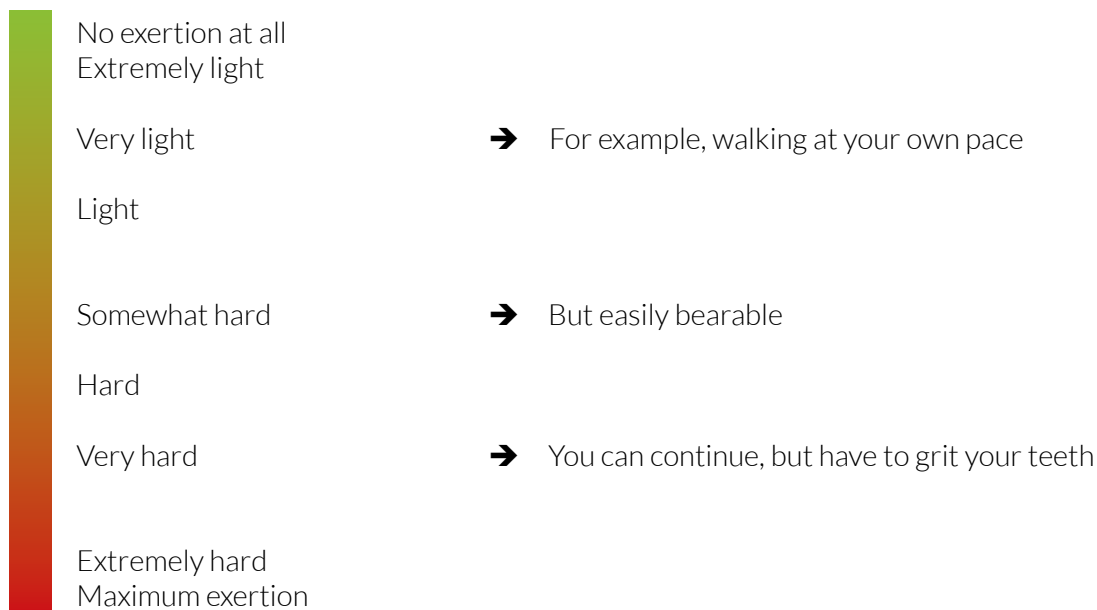 No exertion at all
Extremely light
Very light ➔ For example, walking at your own pace
Light
Somewhat hard ➔ But easily bearable
Hard
Very hard ➔ You can continue, but have to grit your teeth
Extremely hard
Maximum exertion